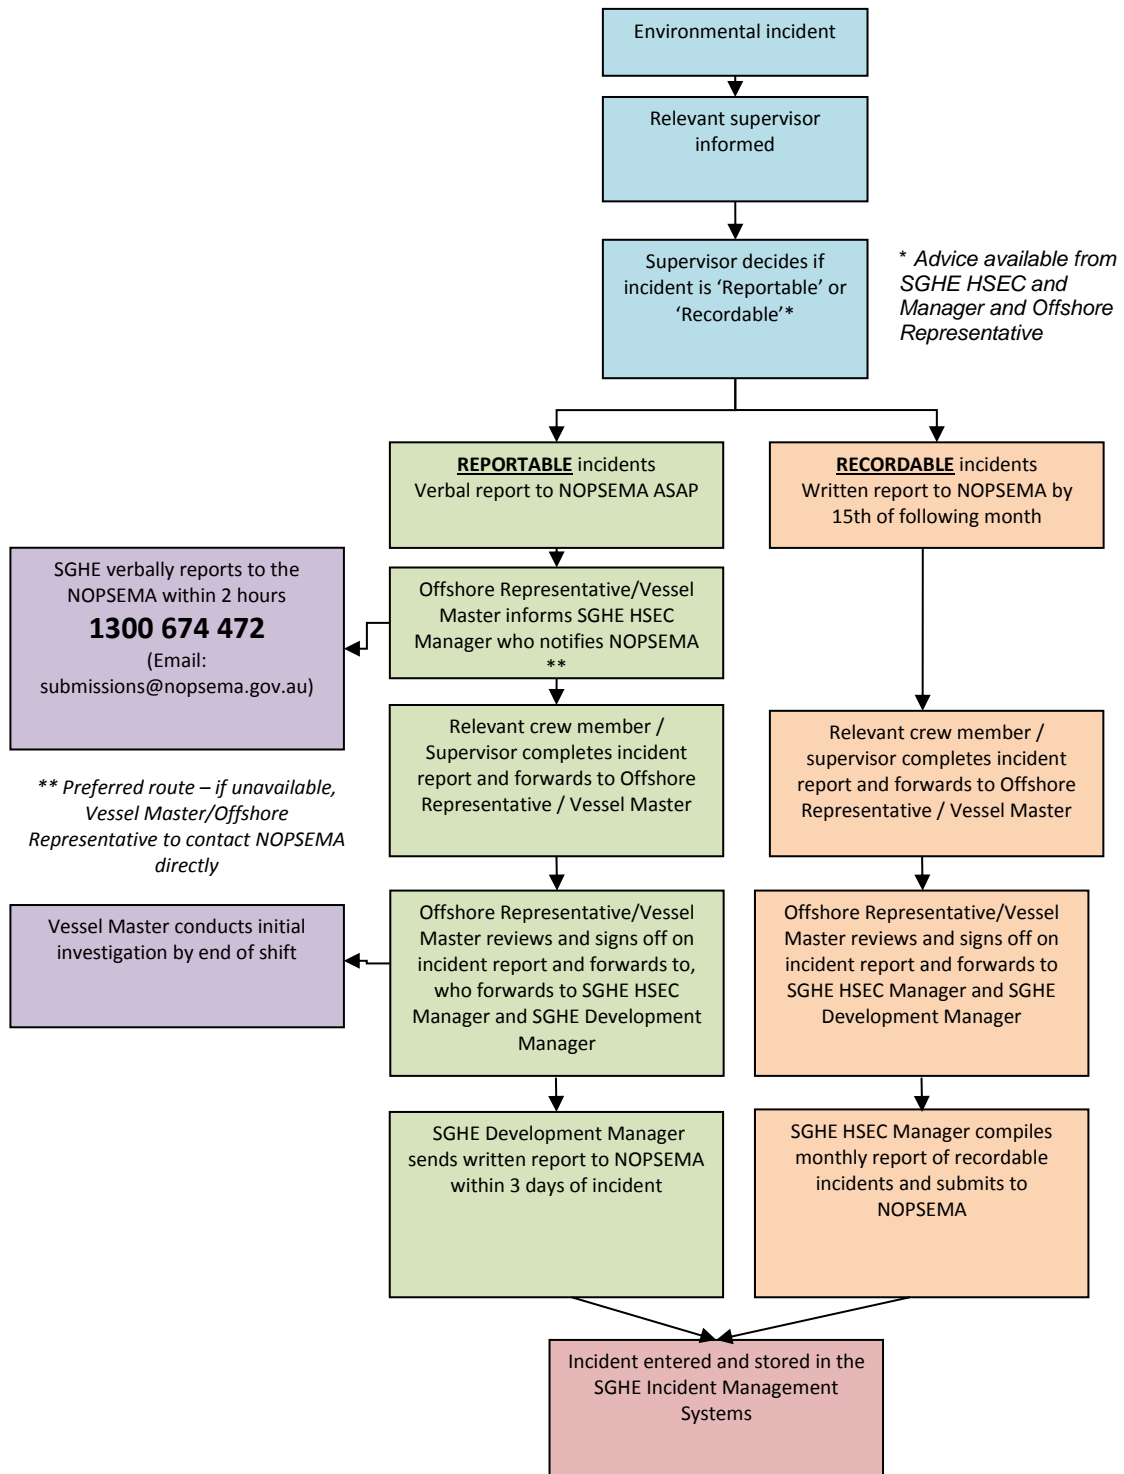 Environmental incident
Relevant supervisor
informed
Supervisor decides if
incident is ‘Reportable’ or
‘Recordable’*
* Advice available from
SGHE HSEC and
Manager and Offshore
Representative
REPORTABLE incidents
Verbal report to NOPSEMA ASAP
RECORDABLE incidents
Written report to NOPSEMA by
15th of following month
SGHE verbally reports to the
NOPSEMA within 2 hours
1300 674 472
(Email:
submissions@nopsema.gov.au)
Offshore Representative/Vessel
Master informs SGHE HSEC
Manager who notifies NOPSEMA
**
Relevant crew member /
Supervisor completes incident
report and forwards to Offshore
Representative / Vessel Master
Relevant crew member /
supervisor completes incident
report and forwards to Offshore
Representative / Vessel Master
** Preferred route – if unavailable,
Vessel Master/Offshore
Representative to contact NOPSEMA
directly
Vessel Master conducts initial
investigation by end of shift
Offshore Representative/Vessel
Master reviews and signs off on
incident report and forwards to,
who forwards to SGHE HSEC
Manager and SGHE Development
Manager
Offshore Representative/Vessel
Master reviews and signs off on
incident report and forwards to
SGHE HSEC Manager and SGHE
Development Manager
SGHE Development Manager
sends written report to NOPSEMA
within 3 days of incident
SGHE HSEC Manager compiles
monthly report of recordable
incidents and submits to
NOPSEMA
Incident entered and stored in the
SGHE Incident Management
Systems